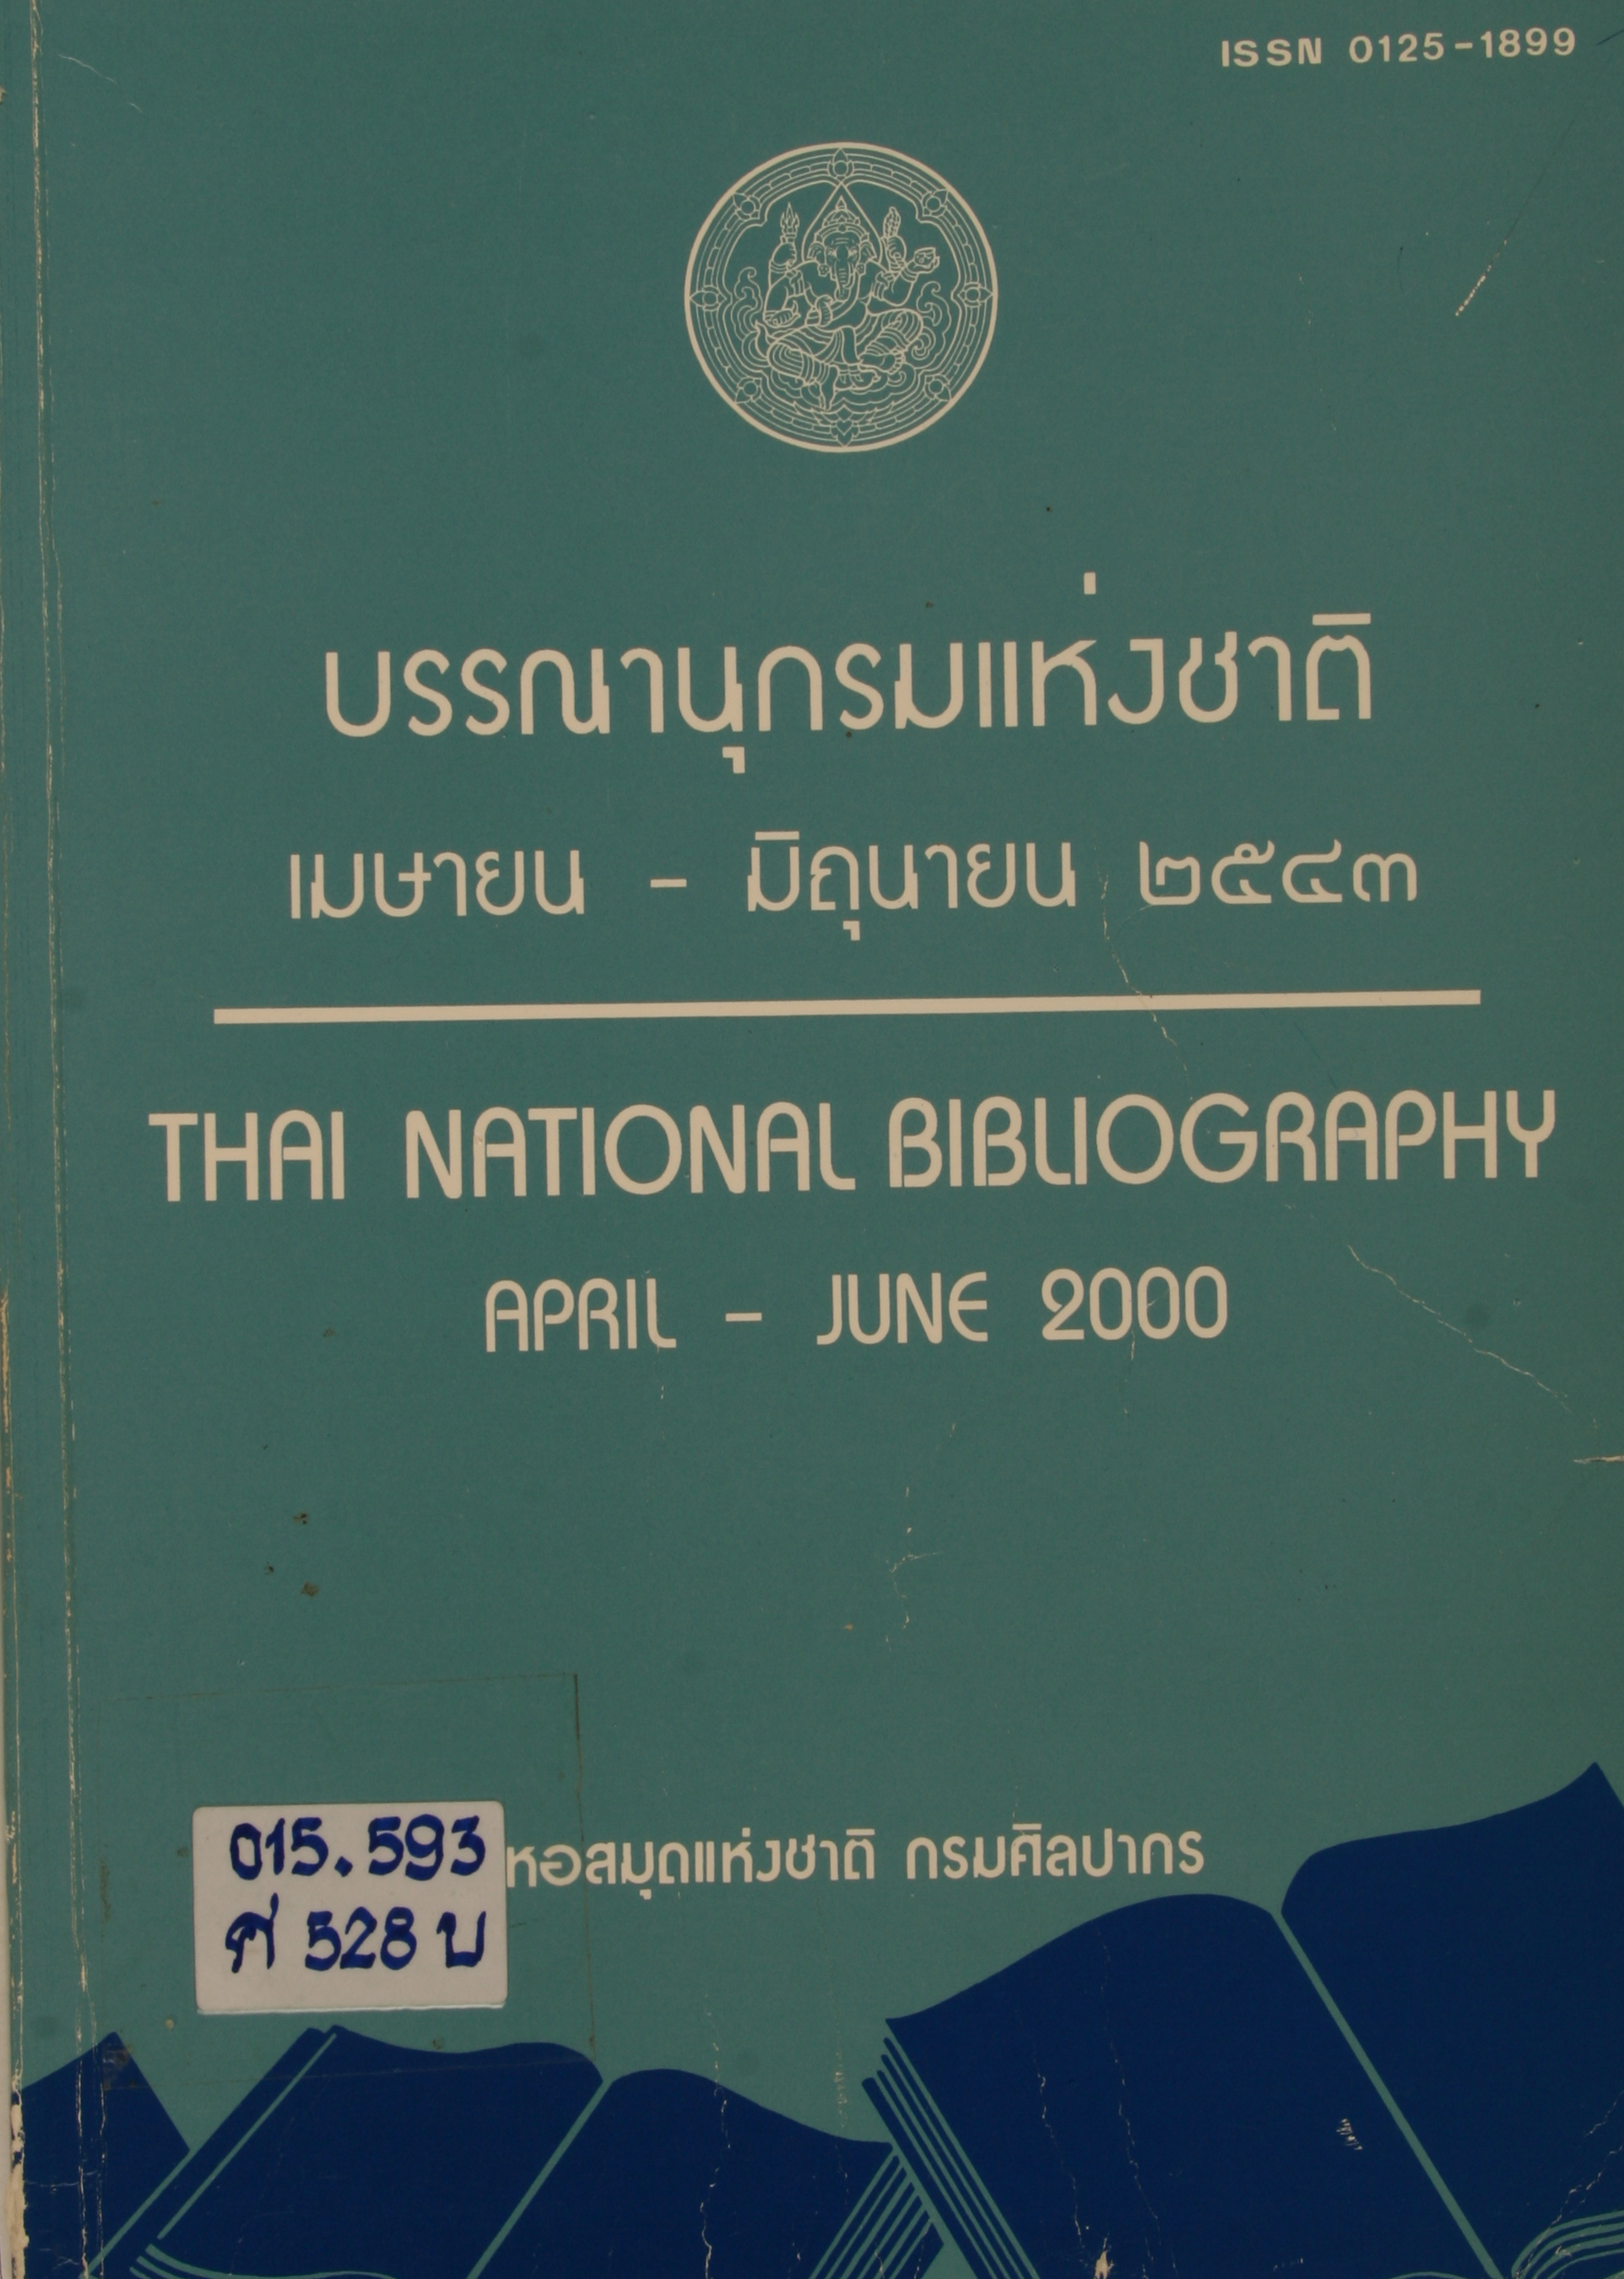 ISSN 0125-1899
บรรณานุกรมแห่งชาติ
เมษายน - มิถุนายน ๒๕๔๓
THAI NATIONAL BIBLIOGRAPHY
APRIL - JUNE 2000
หอสมุดแห่งชาติ กรมศิลปากร
015.593
ศ 528 บ